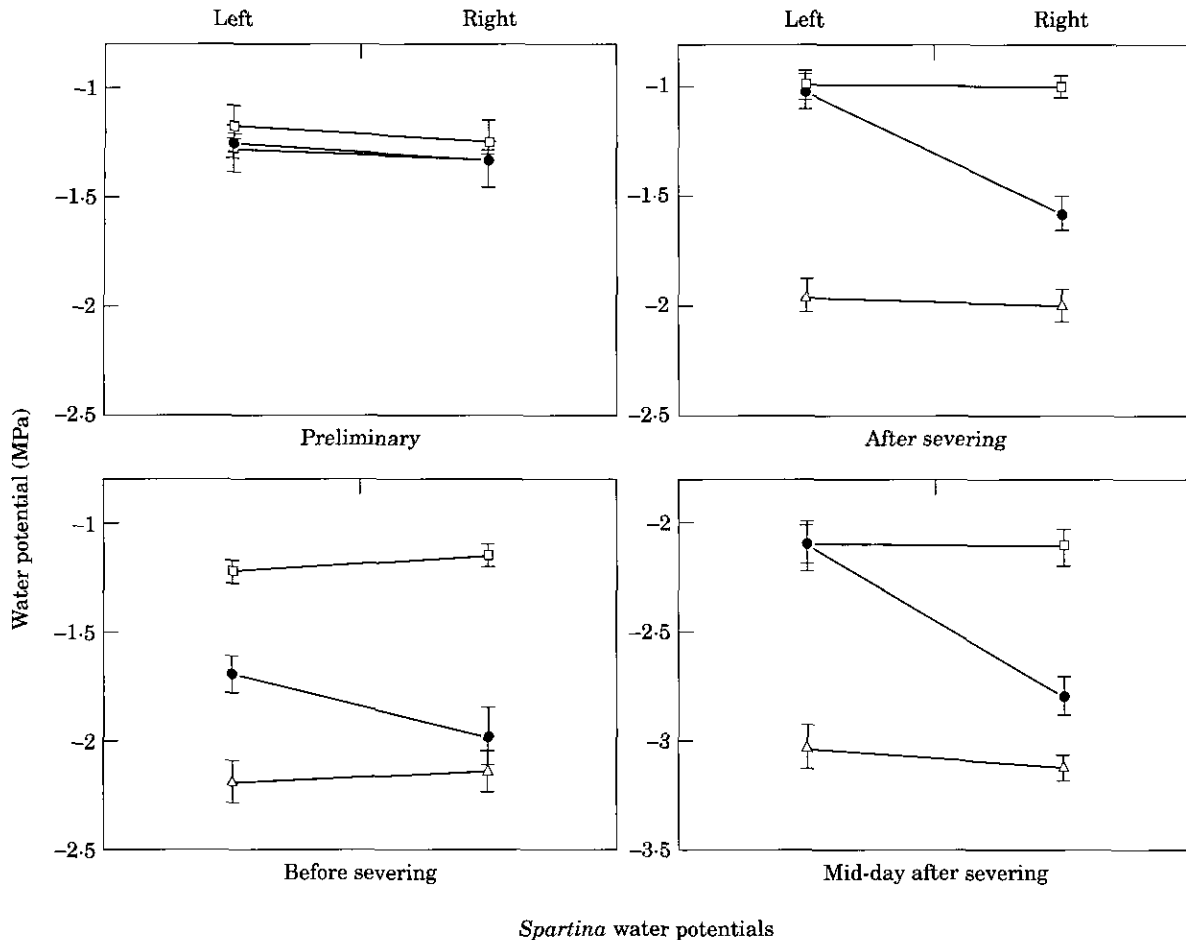 Left Right Left Right
–1 –1
–1·5 –1·5
–2 –2
–2·5 –2·5
Preliminary After severing
Water potential (MPa)
–1 –2
–1·5 –2·5
–2 –3
–2·5 –3·5
Before severing Mid-day after severing
Spartina water potentials